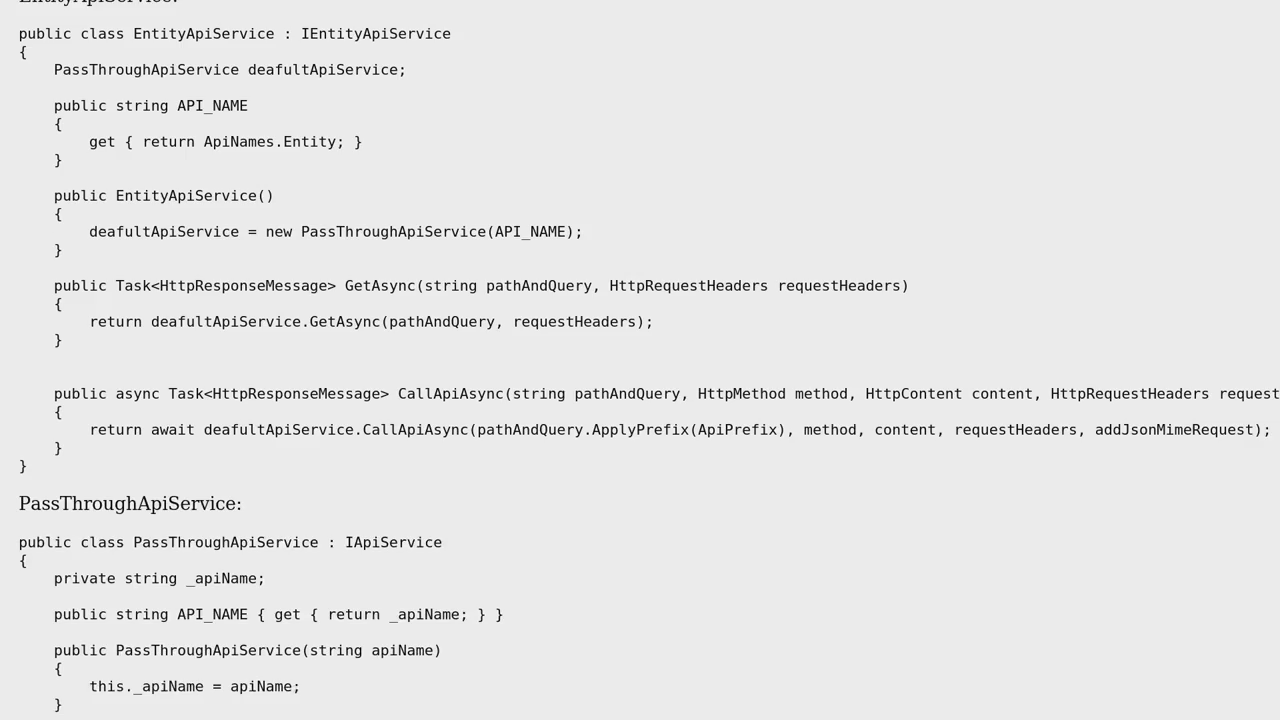 EntityApiService:
public class EntityApiService : IEntityApiService
{
    PassThroughApiService deafultApiService;
    public string API_NAME
    {
        get { return ApiNames.Entity; }
    }
    public EntityApiService()
    {
        deafultApiService = new PassThroughApiService(API_NAME);
    }
    public Task<HttpResponseMessage> GetAsync(string pathAndQuery, HttpRequestHeaders requestHeaders)
    {
        return deafultApiService.GetAsync(pathAndQuery, requestHeaders);
    }
    public async Task<HttpResponseMessage> CallApiAsync(string pathAndQuery, HttpMethod method, HttpContent content, HttpRequestHeaders request
    {
        return await deafultApiService.CallApiAsync(pathAndQuery.ApplyPrefix(ApiPrefix), method, content, requestHeaders, addJsonMimeRequest);
    }
}
PassThroughApiService:
public class PassThroughApiService : IApiService
{
    private string _apiName;
    public string API_NAME { get { return _apiName; } }
    public PassThroughApiService(string apiName)
    {
        this._apiName = apiName;
    }